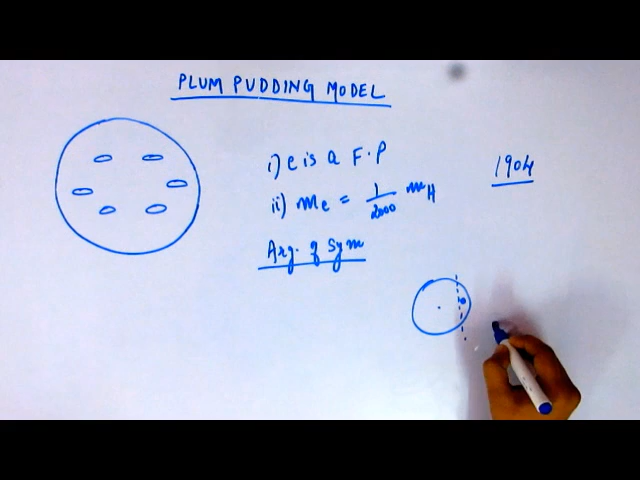 PLUM PUDDING MODEL
i) e is a F.P
1904
ii) me = 1/2000 mH
Arg. of Sym